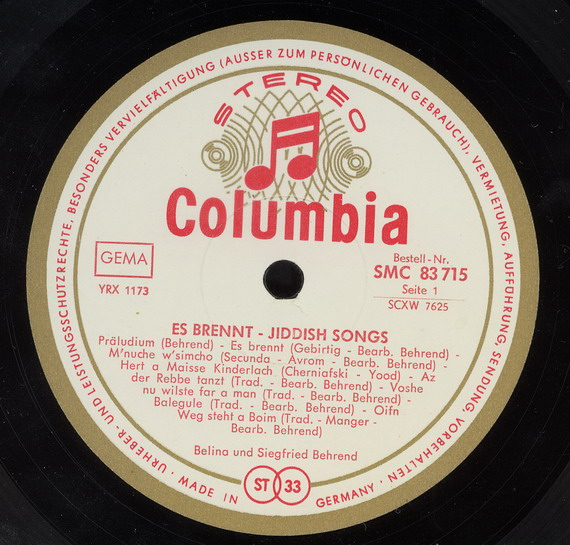 URHEBER- UND LEISTUNGSSCHUTZRECHTE, BESONDERS VERVIELFÄLTIGUNG (AUSSER ZUM PERSÖNLICHEN GEBRAUCH), VERMIETUNG, AUFFÜHRUNG, SENDUNG, VORBEHALTEN ·
STEREO
Columbia
GEMA
YRX 1173
Bestell-Nr.
SMC 83 715
Seite 1
SCXW 7625
ES BRENNT - JIDDISH SONGS
Präludium (Behrend) - Es brennt (Gebirtig - Bearb. Behrend) -
M'nuche w'simcho (Secunda - Avrom - Bearb. Behrend) -
Hert a Maisse Kinderlach (Cherniafski - Yood) - Az
der Rebbe tanzt (Trad. - Bearb. Behrend) - Voshe
nu wilste far a man (Trad. - Bearb. Behrend) -
Balegule (Trad. - Bearb. Behrend) - Oifn
Weg steht a Boim (Trad. - Manger -
Bearb. Behrend)
Belina und Siegfried Behrend
ST 33
MADE IN GERMANY ·